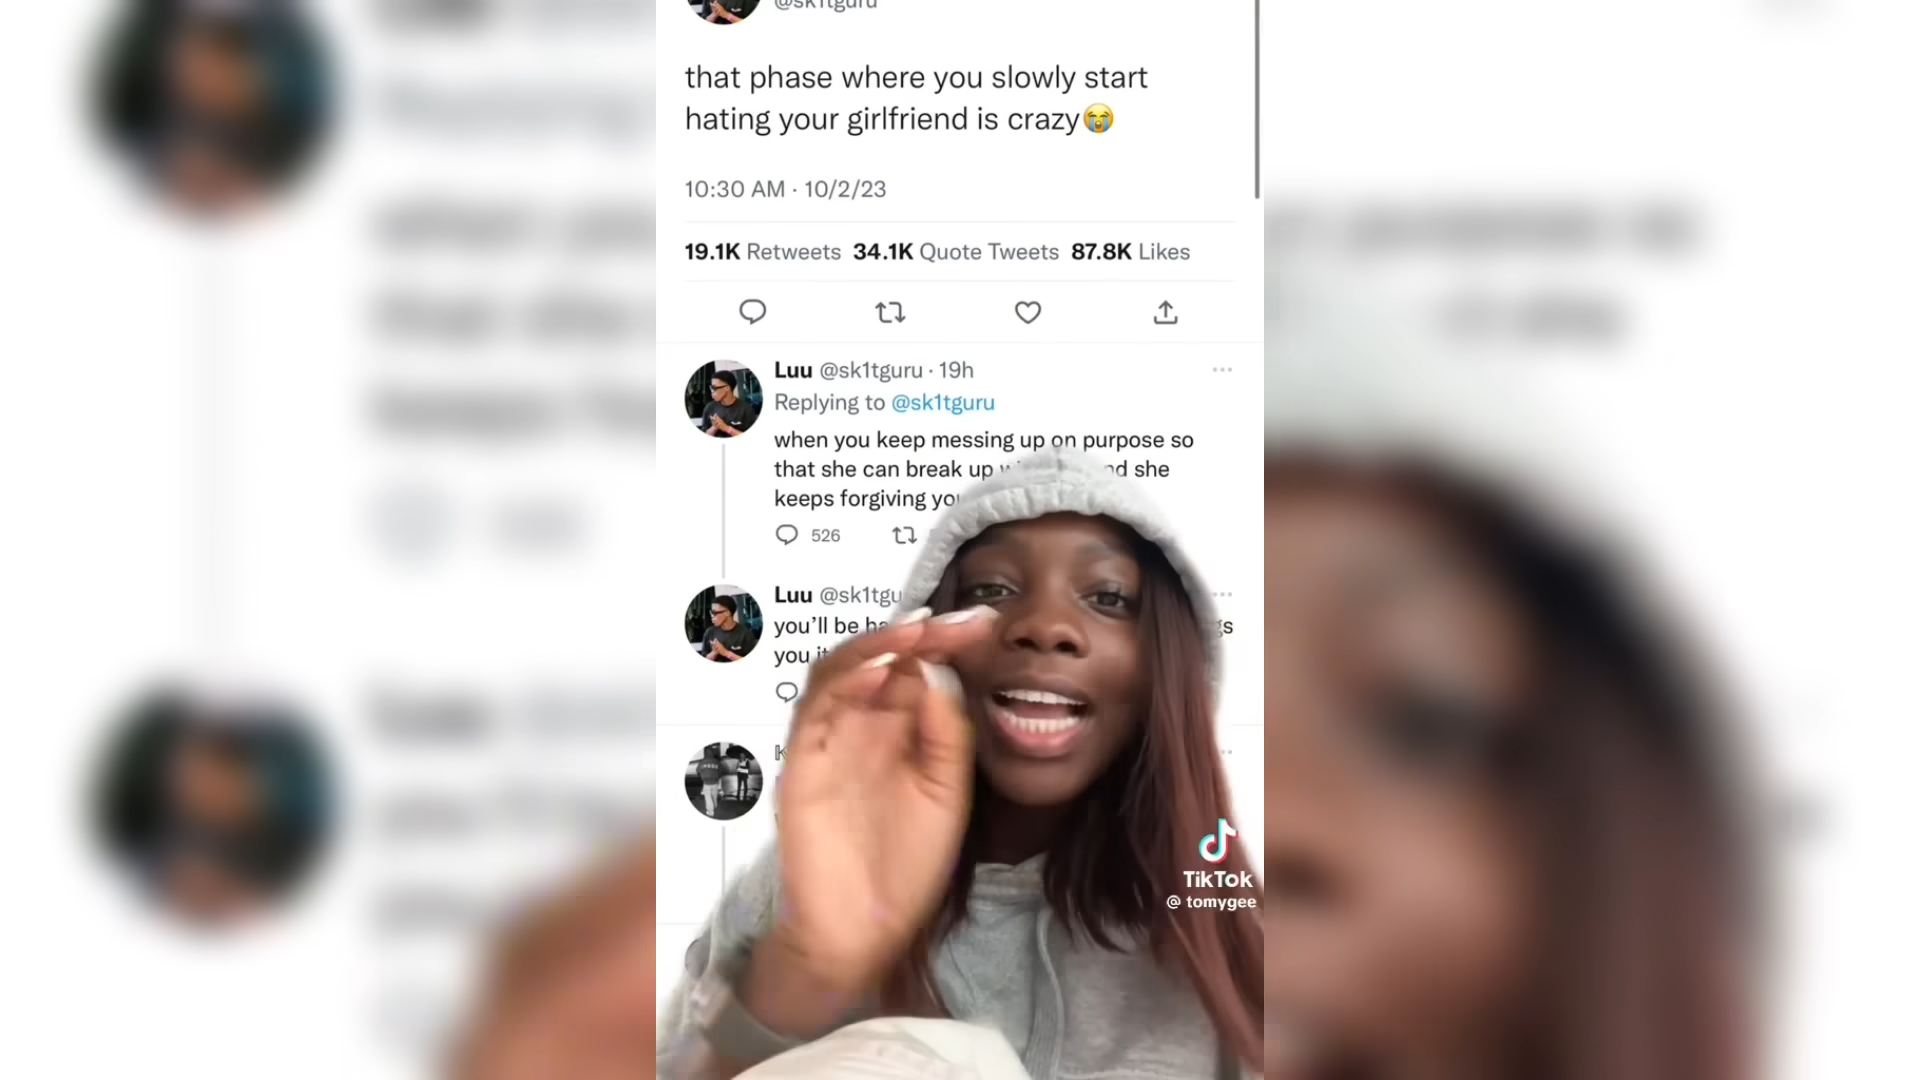 @sk1tguru
that phase where you slowly start
hating your girlfriend is crazy😭
10:30 AM · 10/2/23
19.1K Retweets 34.1K Quote Tweets 87.8K Likes
Luu @sk1tguru · 19h
Replying to @sk1tguru
when you keep messing up on purpose so
that she can break up and she
keeps forgiving you
526
Luu @sk1tgu
you’ll be
you
TikTok
@ tomygee